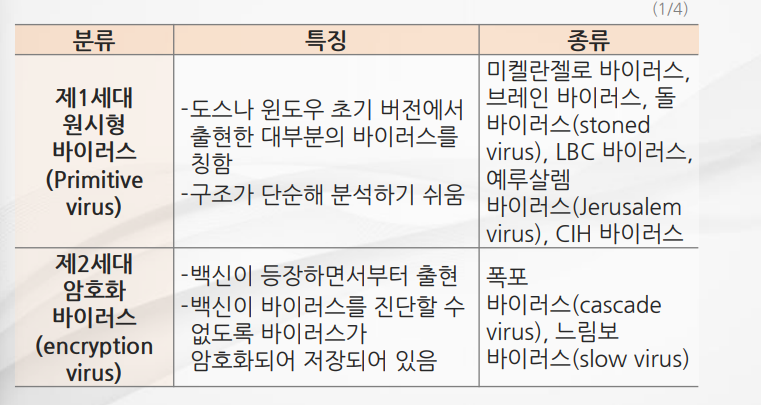 (1/4)
분류 특징 종류
제1세대
원시형
바이러스
(Primitive
virus)
-도스나 윈도우 초기 버전에서
출현한 대부분의 바이러스를
칭함
-구조가 단순해 분석하기 쉬움
미켈란젤로 바이러스,
브레인 바이러스, 돌
바이러스(stoned
virus), LBC 바이러스,
예루살렘
바이러스(Jerusalem
virus), CIH 바이러스
제2세대
암호화
바이러스
(encryption
virus)
-백신이 등장하면서부터 출현
-백신이 바이러스를 진단할 수
없도록 바이러스가
암호화되어 저장되어 있음
폭포
바이러스(cascade
virus), 느림보
바이러스(slow virus)